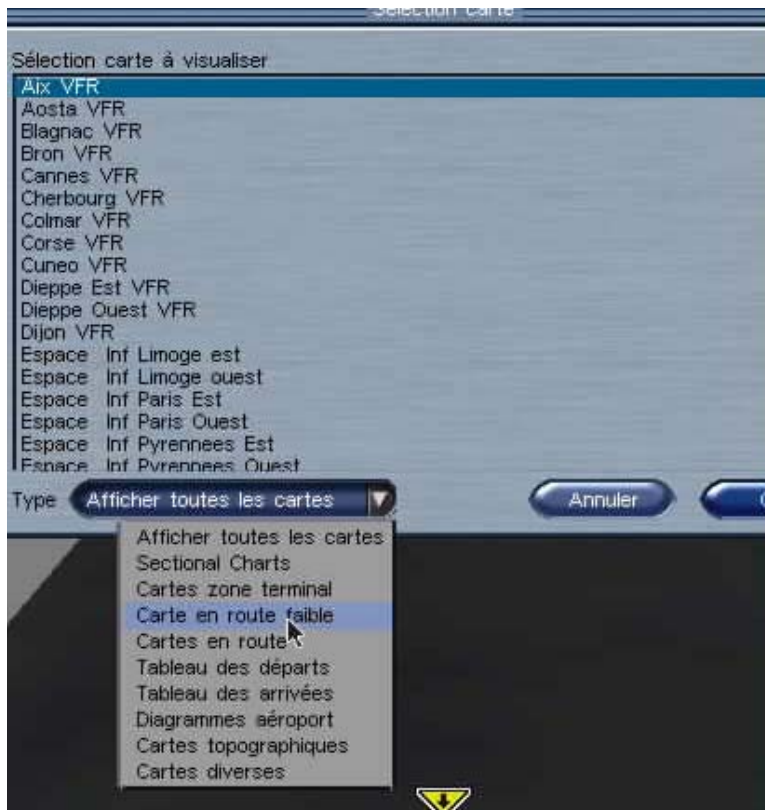 Sélection carte
Sélection carte à visualiser
Aix VFR
Aosta VFR
Blagnac VFR
Bron VFR
Cannes VFR
Cherbourg VFR
Colmar VFR
Corse VFR
Cuneo VFR
Dieppe Est VFR
Dieppe Ouest VFR
Dijon VFR
Espace Inf Limoge est
Espace Inf Limoge ouest
Espace Inf Paris Est
Espace Inf Paris Ouest
Espace Inf Pyrennees Est
Espace Inf Pyrennees Ouest
Type Afficher toutes les cartes Annuler
Afficher toutes les cartes
Sectional Charts
Cartes zone terminal
Carte en route faible
Cartes en route
Tableau des départs
Tableau des arrivées
Diagrammes aéroport
Cartes topographiques
Cartes diverses